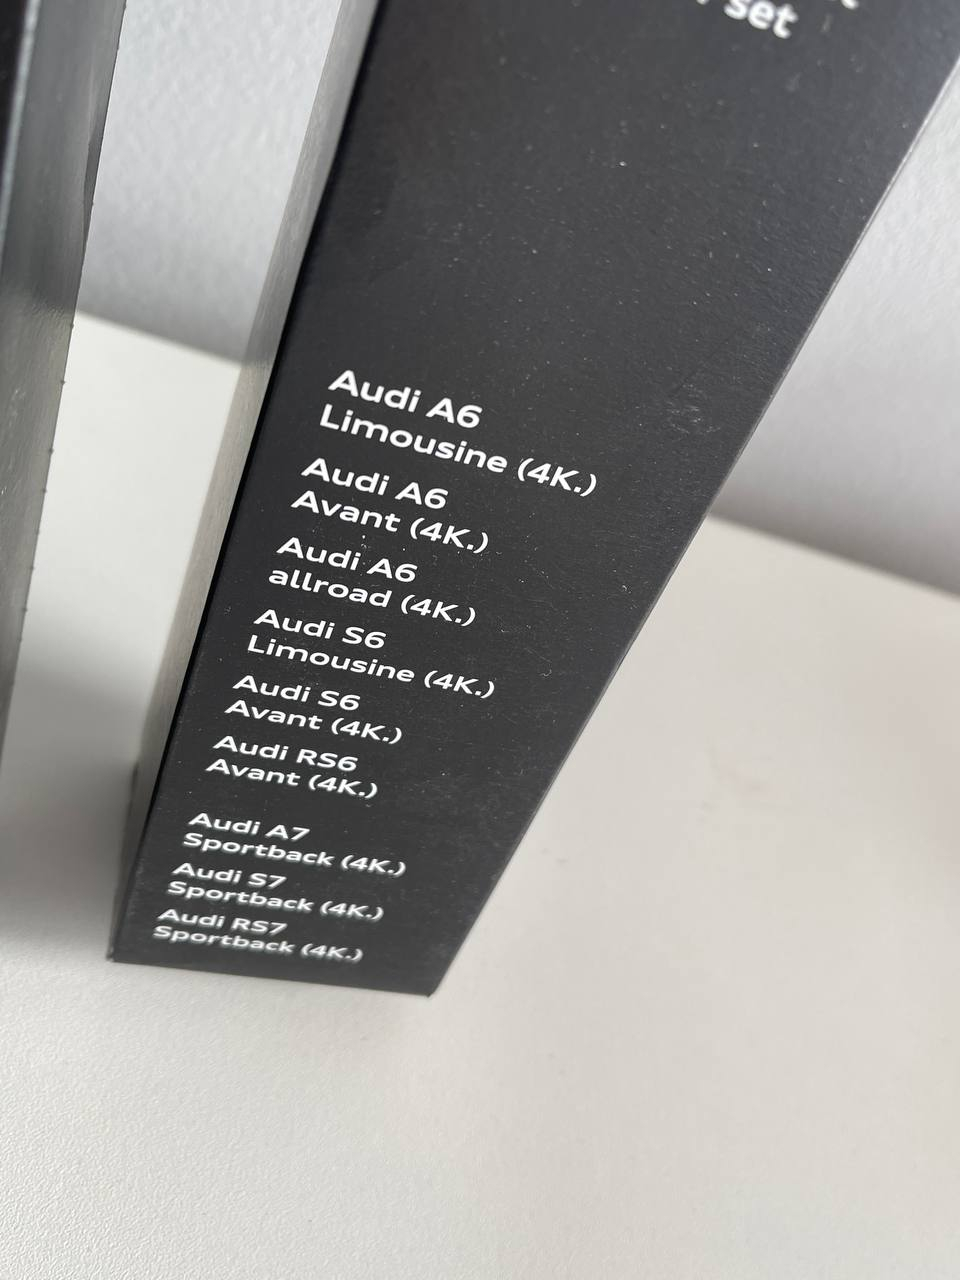 set
Audi A6
Limousine (4K.)
Audi A6
Avant (4K.)
Audi A6
allroad (4K.)
Audi S6
Limousine (4K.)
Audi S6
Avant (4K.)
Audi RS6
Avant (4K.)
Audi A7
Sportback (4K.)
Audi S7
Sportback (4K.)
Audi RS7
Sportback (4K.)